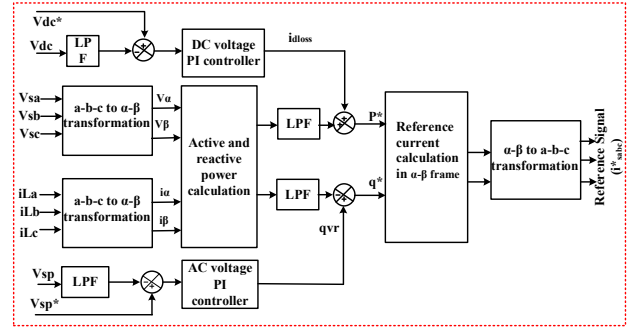 Vdc*
Vdc
LP
F
DC voltage
PI controller
idloss
Vsa
Vsb
Vsc
a-b-c to α-β
transformation
Vα
Vβ
Active and
reactive
power
calculation
LPF
P*
Reference
current
calculation
in α-β frame
α-β to a-b-c
transformation
Reference Signal
(i*sabc)
iLa
iLb
iLc
a-b-c to α-β
transformation
iα
iβ
LPF
q*
qvr
Vsp
LPF
Vsp*
AC voltage
PI
controller